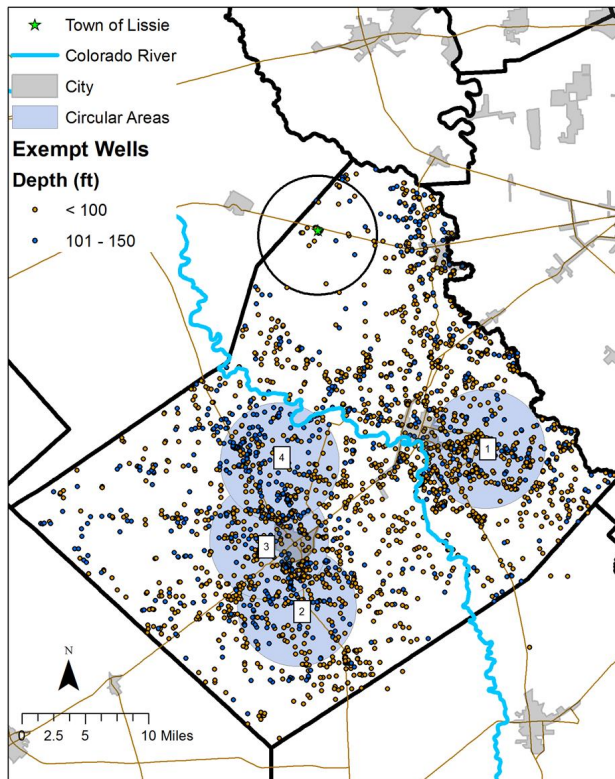 Town of Lissie
Colorado River
City
Circular Areas
Exempt Wells
Depth (ft)
< 100
101 - 150
1
4
3
2
N
0 2.5 5 10 Miles